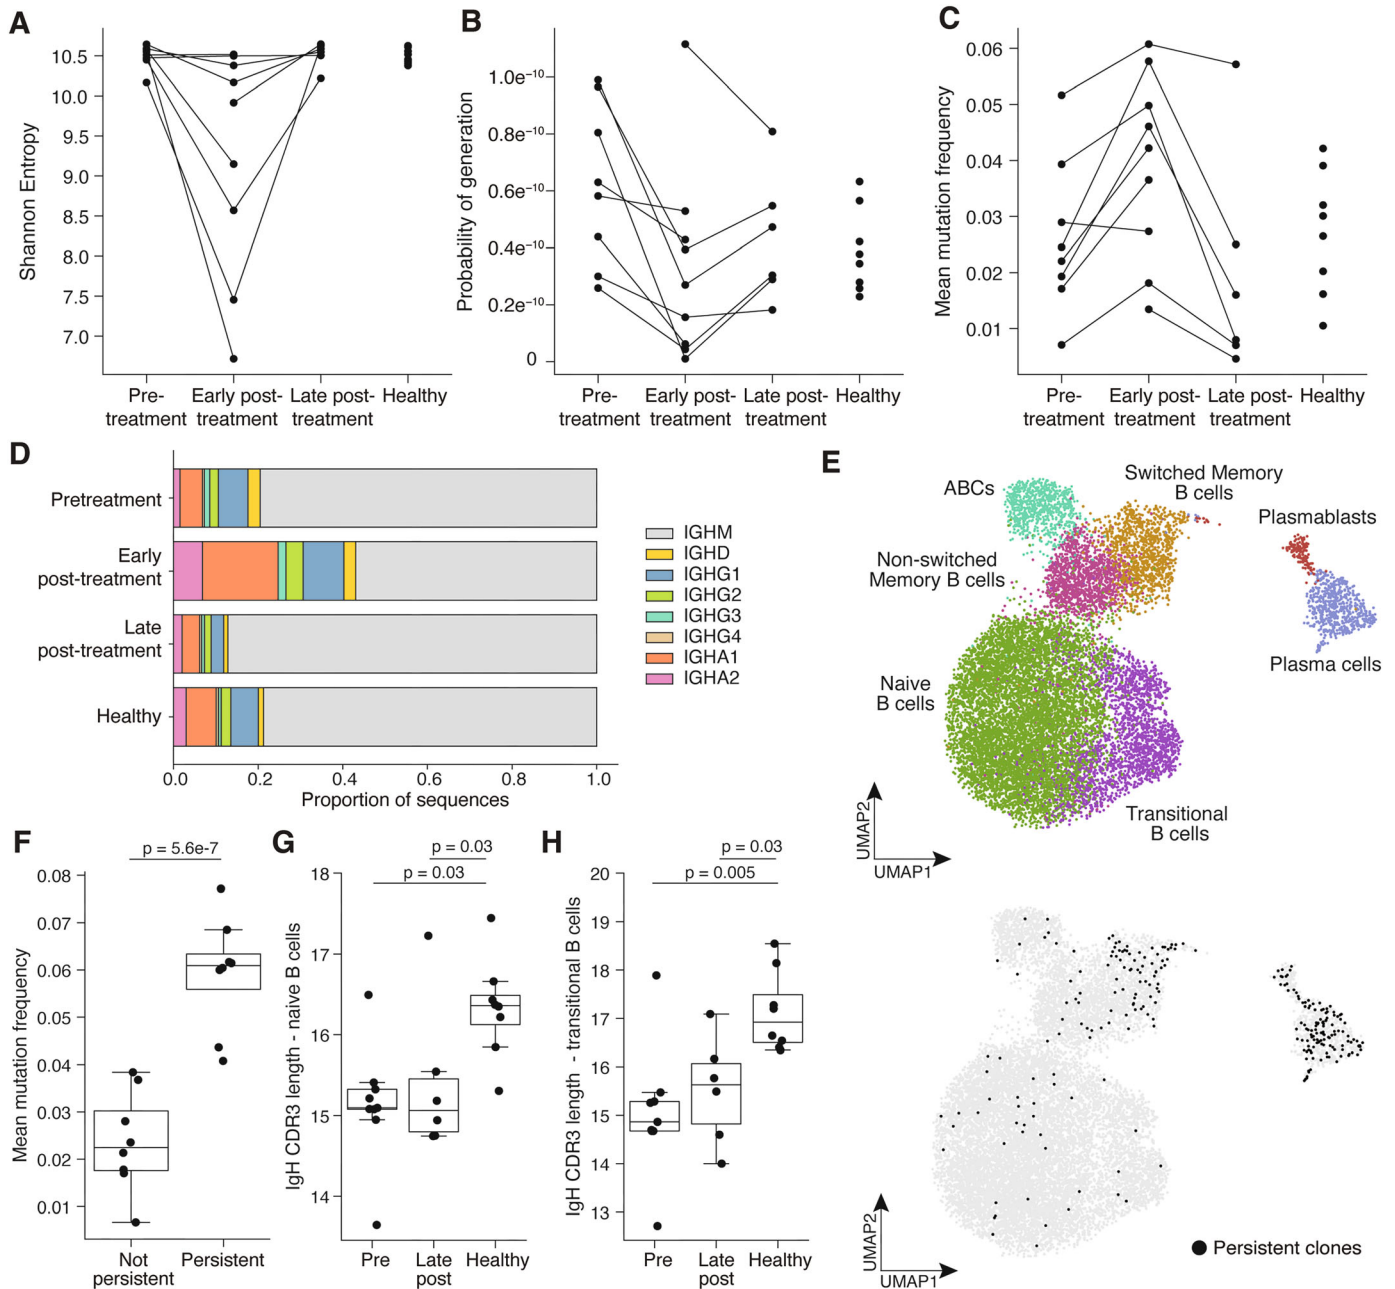 A
Shannon Entropy
10.5
10.0
9.5
9.0
8.5
8.0
7.5
7.0
Pre-
treatment
Early post-
treatment
Late post-
treatment
Healthy
B
Probability of generation
1.0e⁻¹⁰
0.8e⁻¹⁰
0.6e⁻¹⁰
0.4e⁻¹⁰
0.2e⁻¹⁰
0
Pre-
treatment
Early post-
treatment
Late post-
treatment
Healthy
C
Mean mutation frequency
0.06
0.05
0.04
0.03
0.02
0.01
Pre-
treatment
Early post-
treatment
Late post-
treatment
Healthy
D
Pretreatment
Early
post-treatment
Late
post-treatment
Healthy
0.0
0.2
0.4
0.6
0.8
1.0
Proportion of sequences
IGHM
IGHD
IGHG1
IGHG2
IGHG3
IGHG4
IGHA1
IGHA2
E
ABCs
Switched Memory
B cells
Plasmablasts
Non-switched
Memory B cells
Naive
B cells
Plasma cells
Transitional
B cells
UMAP2
UMAP1
UMAP2
UMAP1
Persistent clones
F
p = 5.6e-7
Mean mutation frequency
0.08
0.07
0.06
0.05
0.04
0.03
0.02
0.01
Not
persistent
Persistent
G
p = 0.03
p = 0.03
IgH CDR3 length - naive B cells
18
17
16
15
14
Pre
Late
post
Healthy
H
p = 0.03
p = 0.005
IgH CDR3 length - transitional B cells
20
19
18
17
16
15
14
13
Pre
Late
post
Healthy